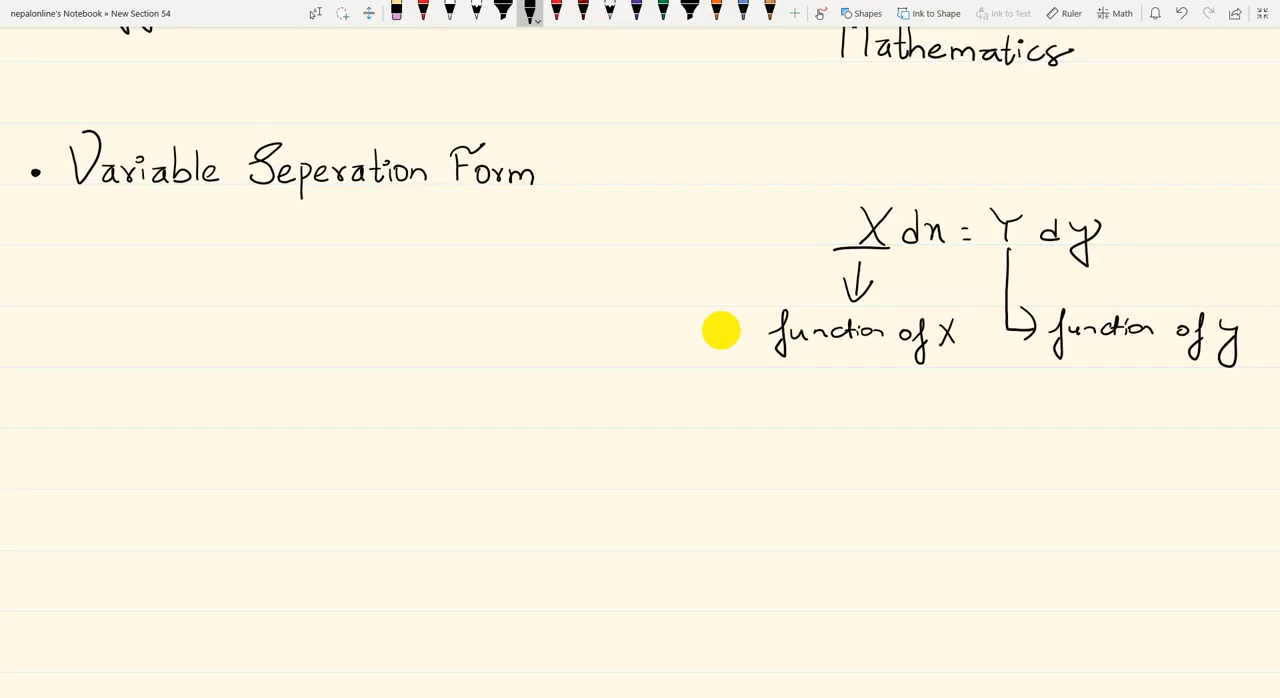 nepalonline's Notebook » New Section 54
Shapes Ink to Shape Ink to Text Ruler Math
Mathematics
• Variable Seperation Form
X dx = Y dy
function of X function of y